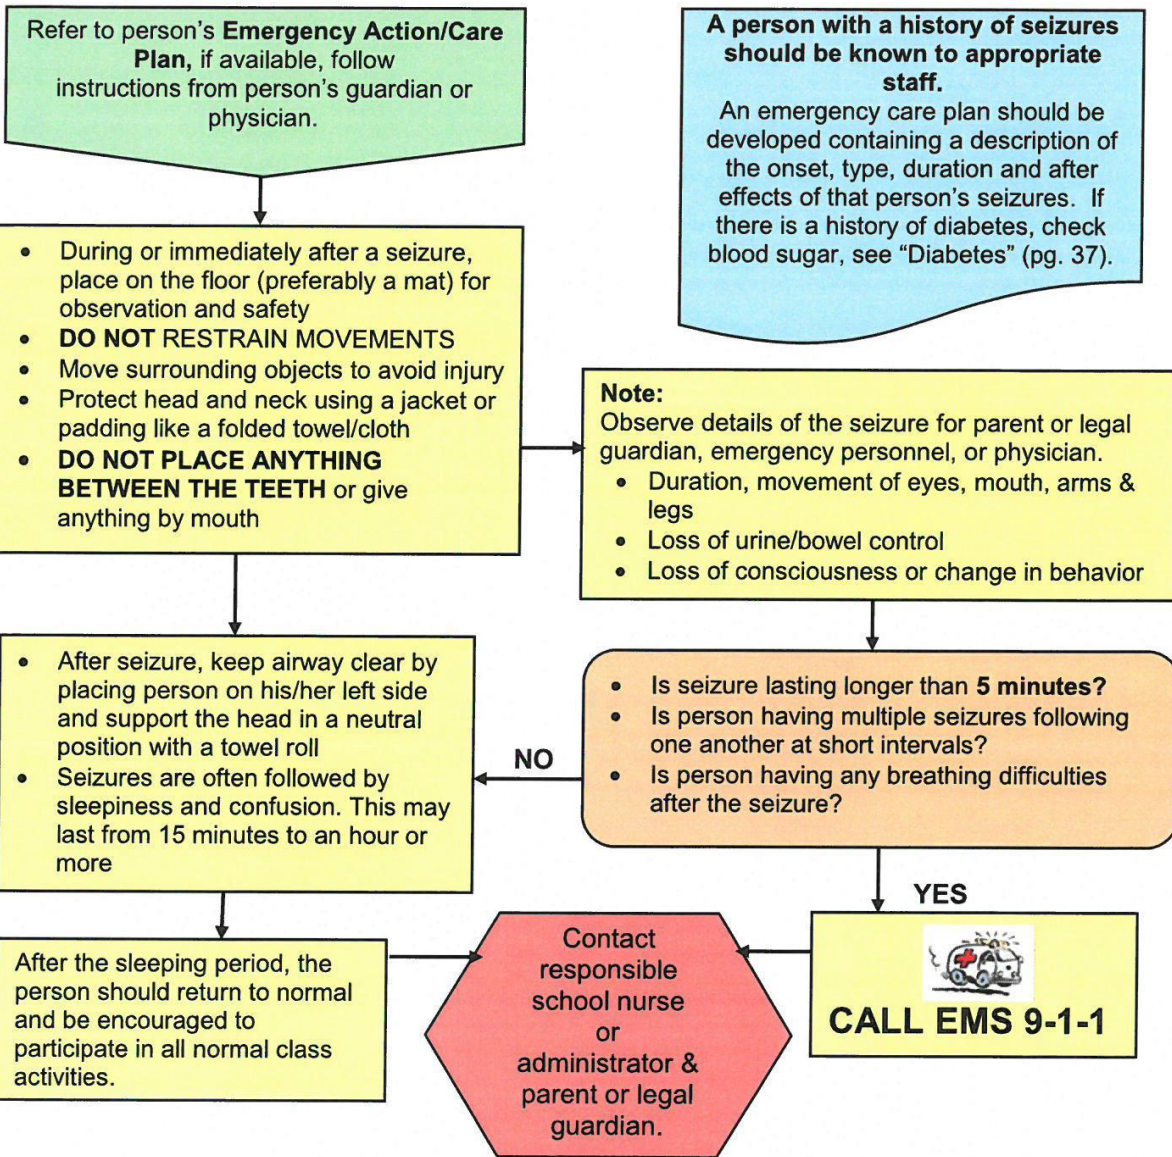 Refer to person's Emergency Action/Care
Plan, if available, follow
instructions from person's guardian or
physician.
A person with a history of seizures
should be known to appropriate
staff.
An emergency care plan should be
developed containing a description of
the onset, type, duration and after
effects of that person's seizures. If
there is a history of diabetes, check
blood sugar, see "Diabetes" (pg. 37).
• During or immediately after a seizure,
place on the floor (preferably a mat) for
observation and safety
• DO NOT RESTRAIN MOVEMENTS
• Move surrounding objects to avoid injury
• Protect head and neck using a jacket or
padding like a folded towel/cloth
• DO NOT PLACE ANYTHING
BETWEEN THE TEETH or give
anything by mouth
Note:
Observe details of the seizure for parent or legal
guardian, emergency personnel, or physician.
• Duration, movement of eyes, mouth, arms &
legs
• Loss of urine/bowel control
• Loss of consciousness or change in behavior
• After seizure, keep airway clear by
placing person on his/her left side
and support the head in a neutral
position with a towel roll
• Seizures are often followed by
sleepiness and confusion. This may
last from 15 minutes to an hour or
more
NO
• Is seizure lasting longer than 5 minutes?
• Is person having multiple seizures following
one another at short intervals?
• Is person having any breathing difficulties
after the seizure?
YES
After the sleeping period, the
person should return to normal
and be encouraged to
participate in all normal class
activities.
Contact
responsible
school nurse
or
administrator &
parent or legal
guardian.
CALL EMS 9-1-1